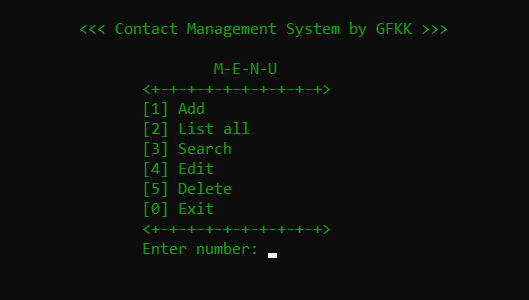 <<< Contact Management System by GFKK >>>
M-E-N-U
<+-+-+-+-+-+-+-+-+-+>
[1] Add
[2] List all
[3] Search
[4] Edit
[5] Delete
[0] Exit
<+-+-+-+-+-+-+-+-+-+>
Enter number: